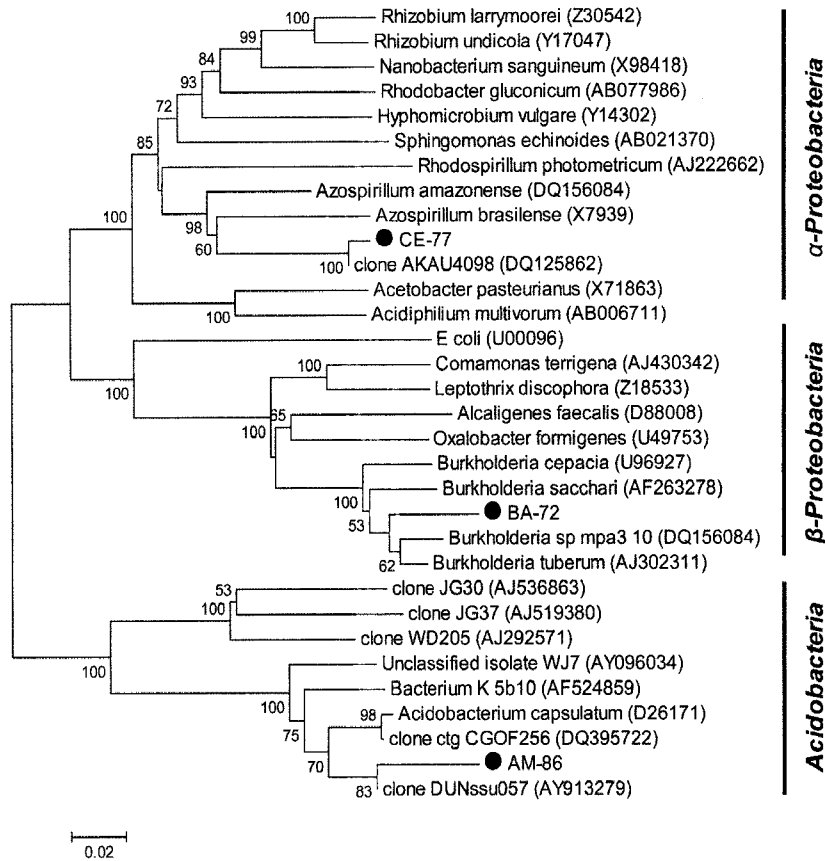 Rhizobium larrymoorei (Z30542)
100
Rhizobium undicola (Y17047)
99
Nanobacterium sanguineum (X98418)
84
Rhodobacter gluconicum (AB077986)
93
Hyphomicrobium vulgare (Y14302)
72
Sphingomonas echinoides (AB021370)
85
Rhodospirillum photometricum (AJ222662)
Azospirillum amazonense (DQ156084)
100
98
Azospirillum brasilense (X7939)
60
CE-77
100
clone AKAU4098 (DQ125862)
Acetobacter pasteurianus (X71863)
100
Acidiphilium multivorum (AB006711)
α-Proteobacteria
E coli (U00096)
100
Comamonas terrigena (AJ430342)
100
Leptothrix discophora (Z18533)
65
Alcaligenes faecalis (D88008)
100
Oxalobacter formigenes (U49753)
Burkholderia cepacia (U96927)
100
Burkholderia sacchari (AF263278)
53
BA-72
Burkholderia sp mpa3 10 (DQ156084)
62
Burkholderia tuberum (AJ302311)
β-Proteobacteria
53
clone JG30 (AJ536863)
100
clone JG37 (AJ519380)
clone WD205 (AJ292571)
100
Unclassified isolate WJ7 (AY096034)
100
Bacterium K 5b10 (AF524859)
75
98
Acidobacterium capsulatum (D26171)
clone ctg CGOF256 (DQ395722)
70
AM-86
83
clone DUNssu057 (AY913279)
Acidobacteria
0.02